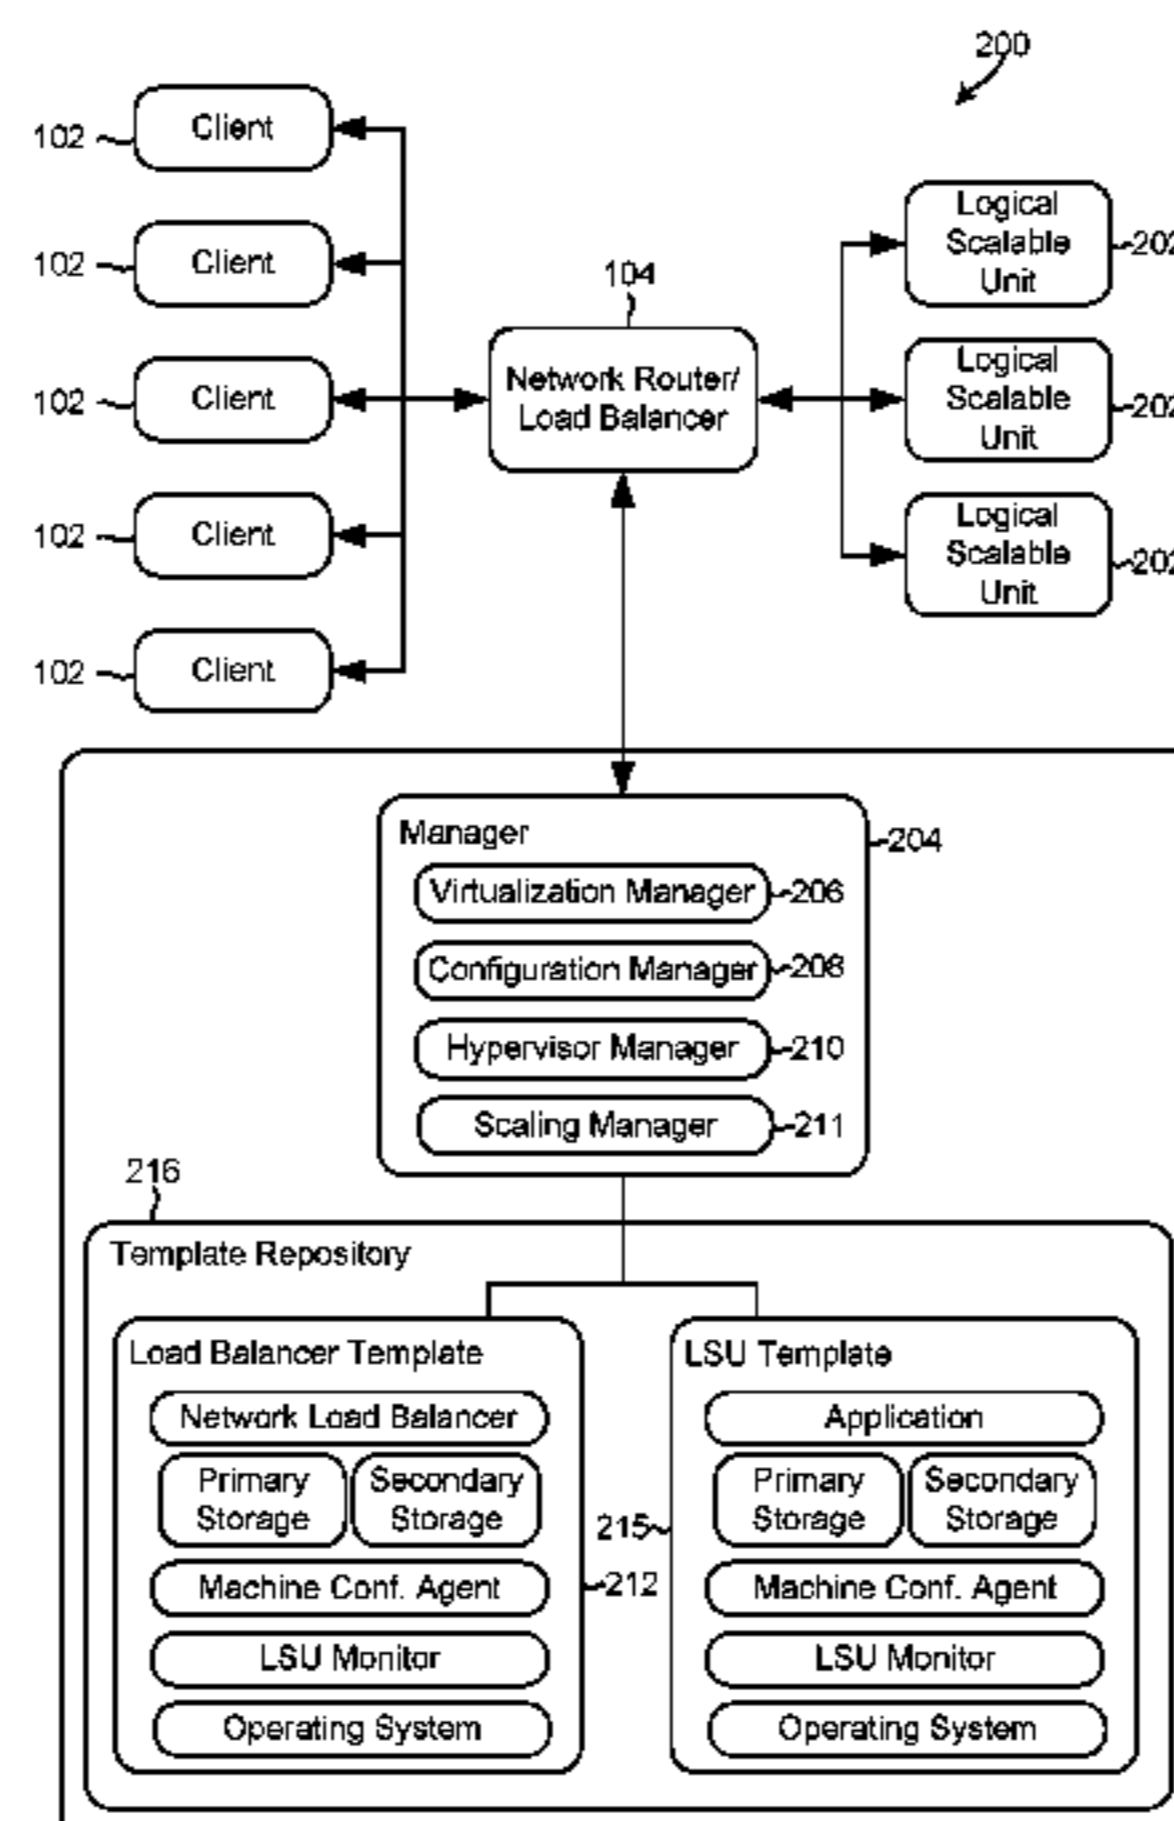 200
102
Client
102
Client
102
Client
102
Client
102
Client
104
Network Router/
Load Balancer
Logical
Scalable
Unit
202
Logical
Scalable
Unit
202
Logical
Scalable
Unit
202
Manager
204
Virtualization Manager
206
Configuration Manager
208
Hypervisor Manager
210
Scaling Manager
211
216
Template Repository
Load Balancer Template
Network Load Balancer
Primary
Storage
Secondary
Storage
Machine Conf. Agent
212
LSU Monitor
Operating System
LSU Template
Application
Primary
Storage
Secondary
Storage
215
Machine Conf. Agent
LSU Monitor
Operating System